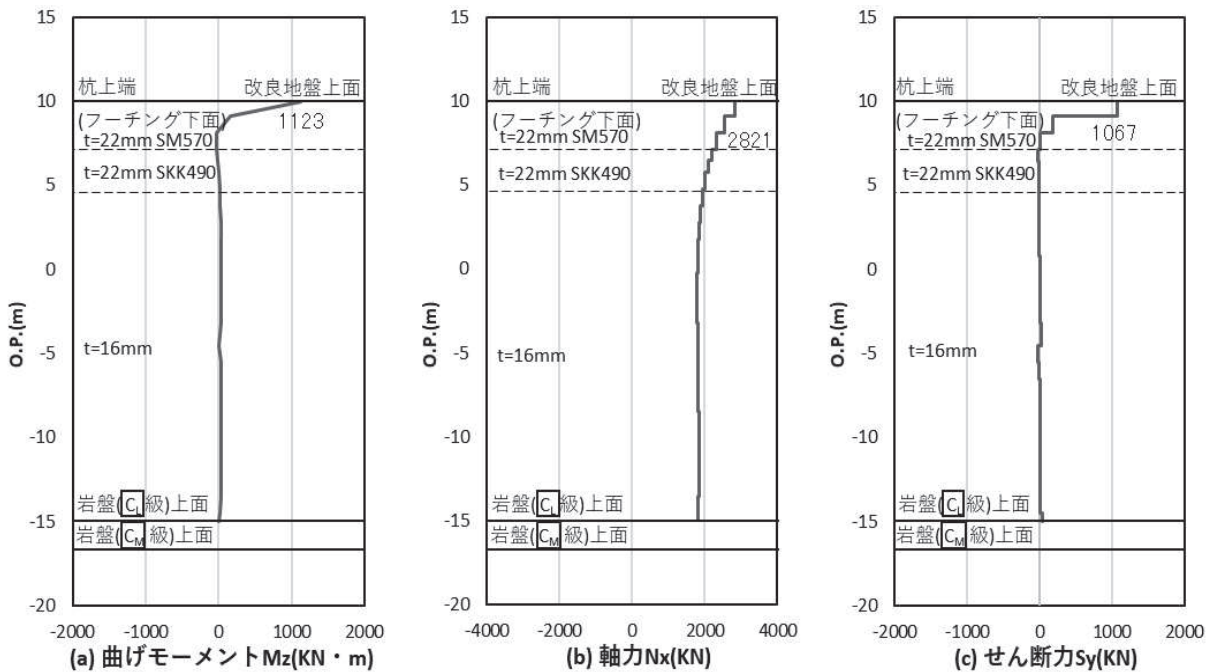 15
10
5
0
-5
-10
-15
-20
O.P.(m)
杭上端
改良地盤上面
(フーチング下面)
1123
t=22mm SM570
t=22mm SKK490
t=16mm
岩盤(CL級)上面
岩盤(CM級)上面
-2000 -1000 0 1000 2000
(a) 曲げモーメントMz(KN・m)
15
10
5
0
-5
-10
-15
-20
O.P.(m)
杭上端
改良地盤上面
(フーチング下面)
t=22mm SM570
2821
t=22mm SKK490
t=16mm
岩盤(CL級)上面
岩盤(CM級)上面
-4000 -2000 0 2000 4000
(b) 軸力Nx(KN)
15
10
5
0
-5
-10
-15
-20
O.P.(m)
杭上端
改良地盤上面
(フーチング下面)
1067
t=22mm SM570
t=22mm SKK490
t=16mm
岩盤(CL級)上面
岩盤(CM級)上面
-2000 -1000 0 1000 2000
(c) せん断力Sy(KN)